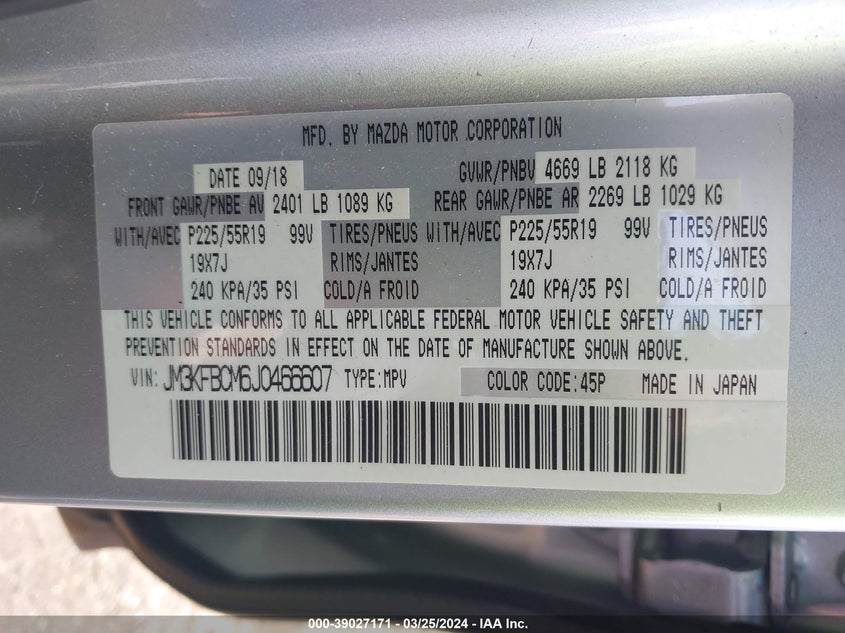 MFD. BY MAZDA MOTOR CORPORATION
DATE 09/18 GVWR/PNBV 4669 LB 2118 KG
FRONT GAWR/PNBE AV 2401 LB 1089 KG REAR GAWR/PNBE AR 2269 LB 1029 KG
WITH/AVEC P225/55R19 99V TIRES/PNEUS WITH/AVEC P225/55R19 99V TIRES/PNEUS
19X7J RIMS/JANTES 19X7J RIMS/JANTES
240 KPA/35 PSI COLD/A FROID 240 KPA/35 PSI COLD/A FROID
THIS VEHICLE CONFORMS TO ALL APPLICABLE FEDERAL MOTOR VEHICLE SAFETY AND THEFT
PREVENTION STANDARDS IN EFFECT ON THE DATE OF MANUFACTURE SHOWN ABOVE.
VIN: JM3KFBCM6J0466607 TYPE:MPV COLOR CODE:45P MADE IN JAPAN
000-39027171 - 03/25/2024 - IAA Inc.